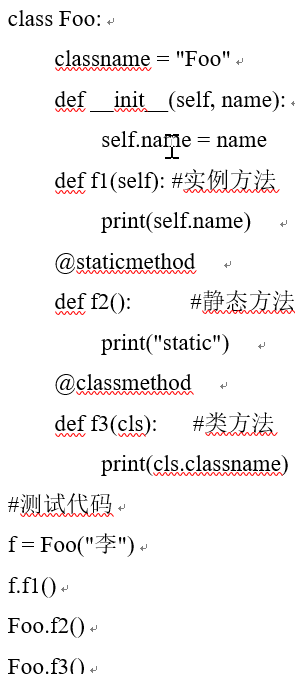 class Foo:
classname = "Foo"
def __init__(self, name):
self.name = name
def f1(self): #实例方法
print(self.name)
@staticmethod
def f2(): #静态方法
print("static")
@classmethod
def f3(cls): #类方法
print(cls.classname)
#测试代码
f = Foo("李")
f.f1()
Foo.f2()
Foo.f3()